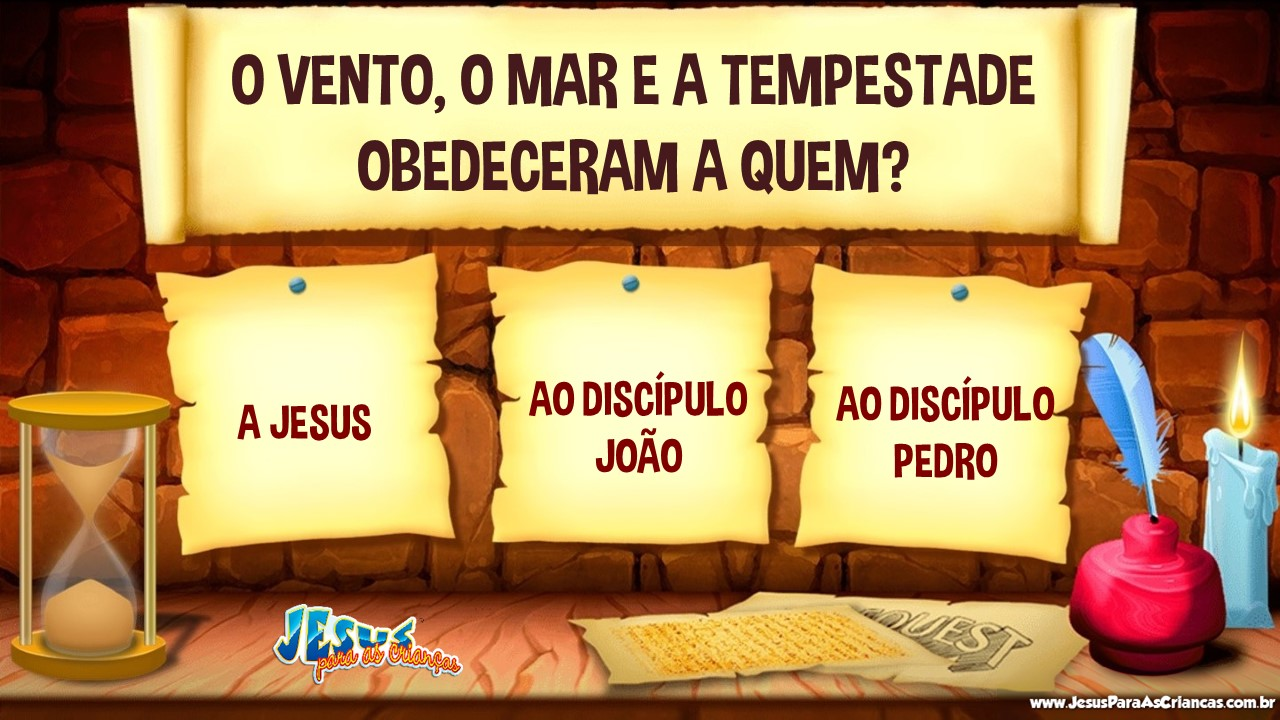 O VENTO, O MAR E A TEMPESTADE
OBEDECERAM A QUEM?
A JESUS
AO DISCÍPULO
JOÃO
AO DISCÍPULO
PEDRO
JESUS
para as crianças
QUEST
www.JesusParaAsCriancas.com.br